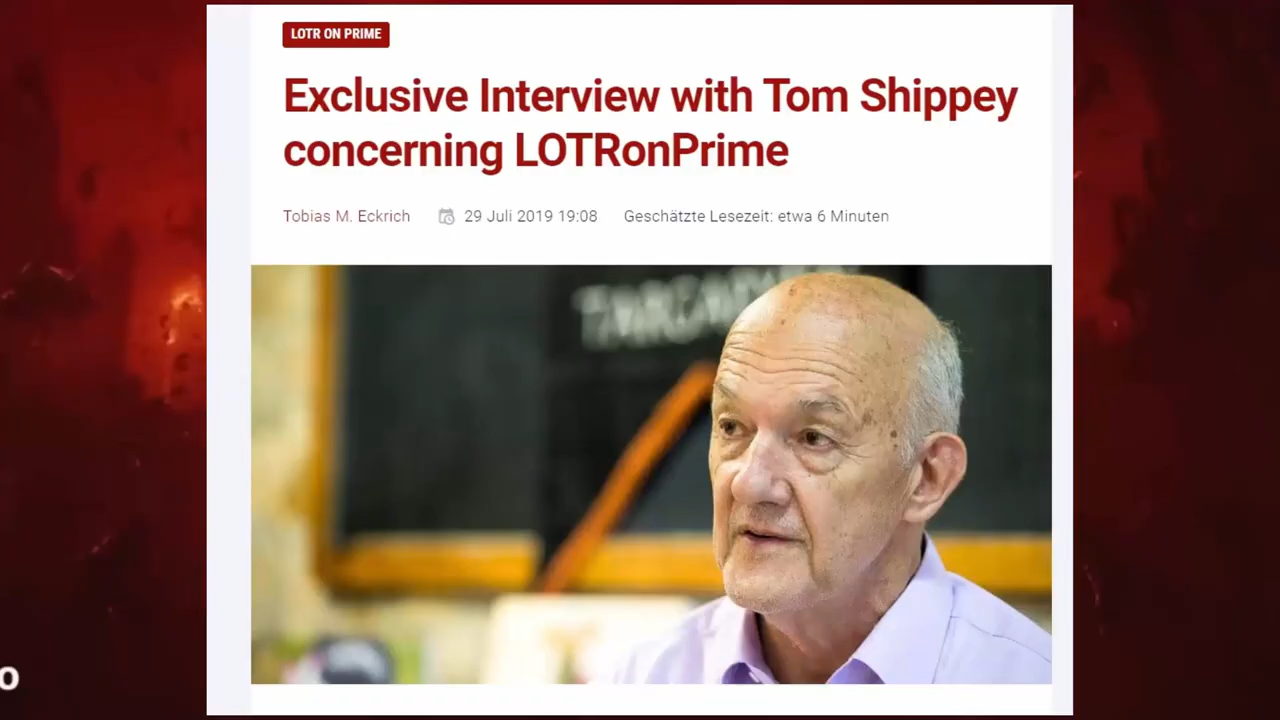 LOTR ON PRIME
Exclusive Interview with Tom Shippey
concerning LOTRonPrime
Tobias M. Eckrich 29 Juli 2019 19:08 Geschätzte Lesezeit: etwa 6 Minuten
o